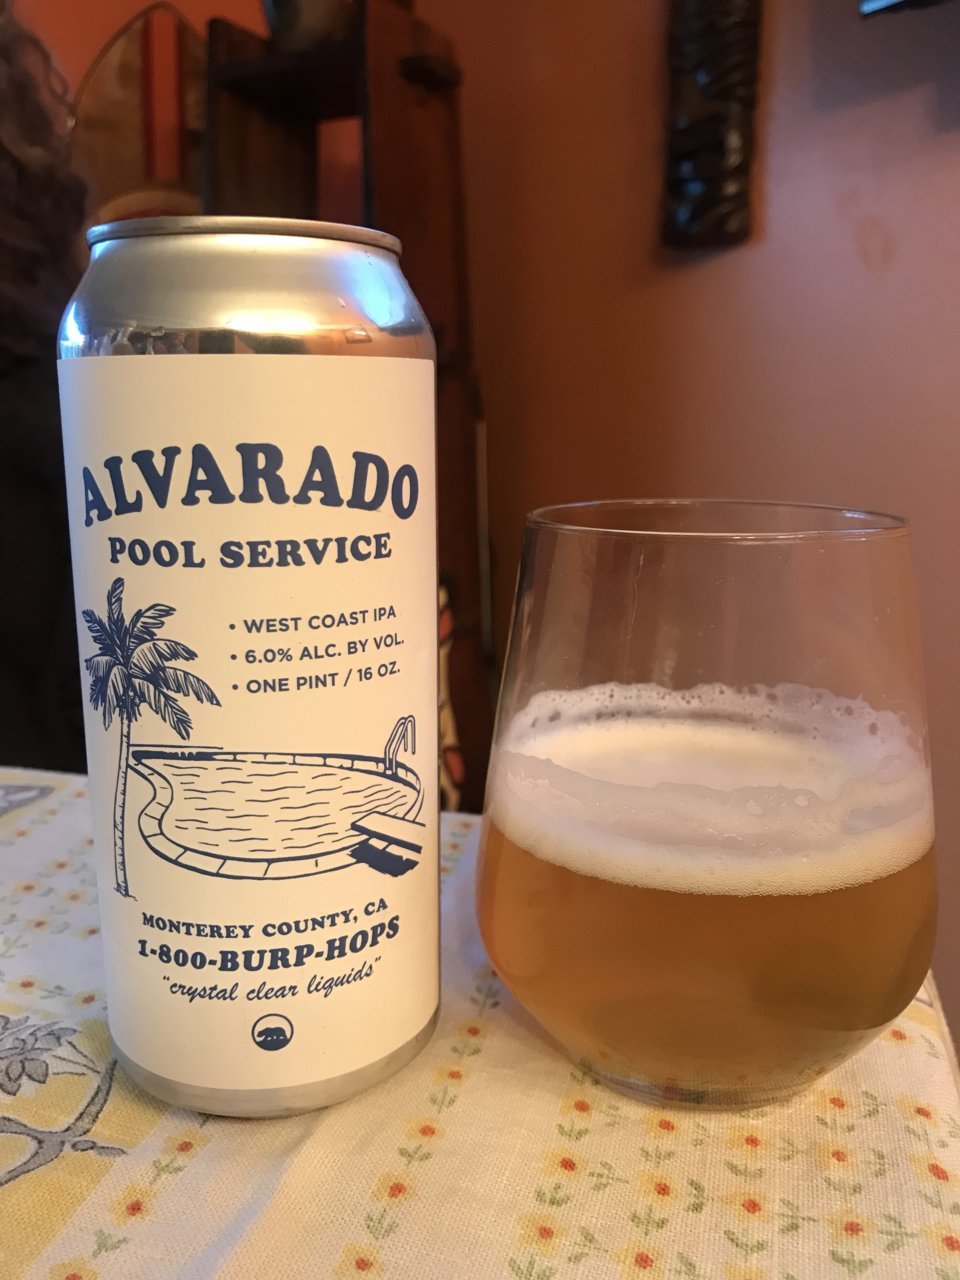 ALVARADO
POOL SERVICE
• WEST COAST IPA
• 6.0% ALC. BY VOL.
• ONE PINT / 16 OZ.
MONTEREY COUNTY, CA
1-800-BURP-HOPS
"crystal clear liquids"